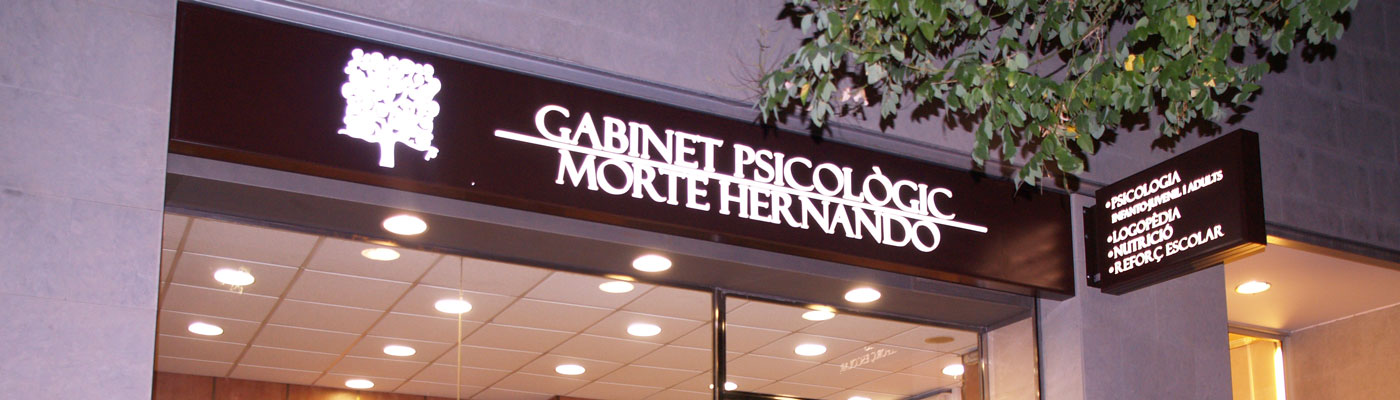 GABINET PSICOLÒGIC
MORTE HERNANDO
•PSICOLOGIA
INFANTO-JUVENIL I ADULTS
•LOGOPÈDIA
•NUTRICIÓ
•REFORÇ ESCOLAR